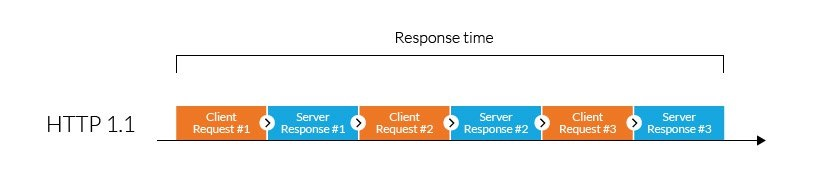 Response time
HTTP 1.1
Client
Request #1
Server
Response #1
Client
Request #2
Server
Response #2
Client
Request #3
Server
Response #3